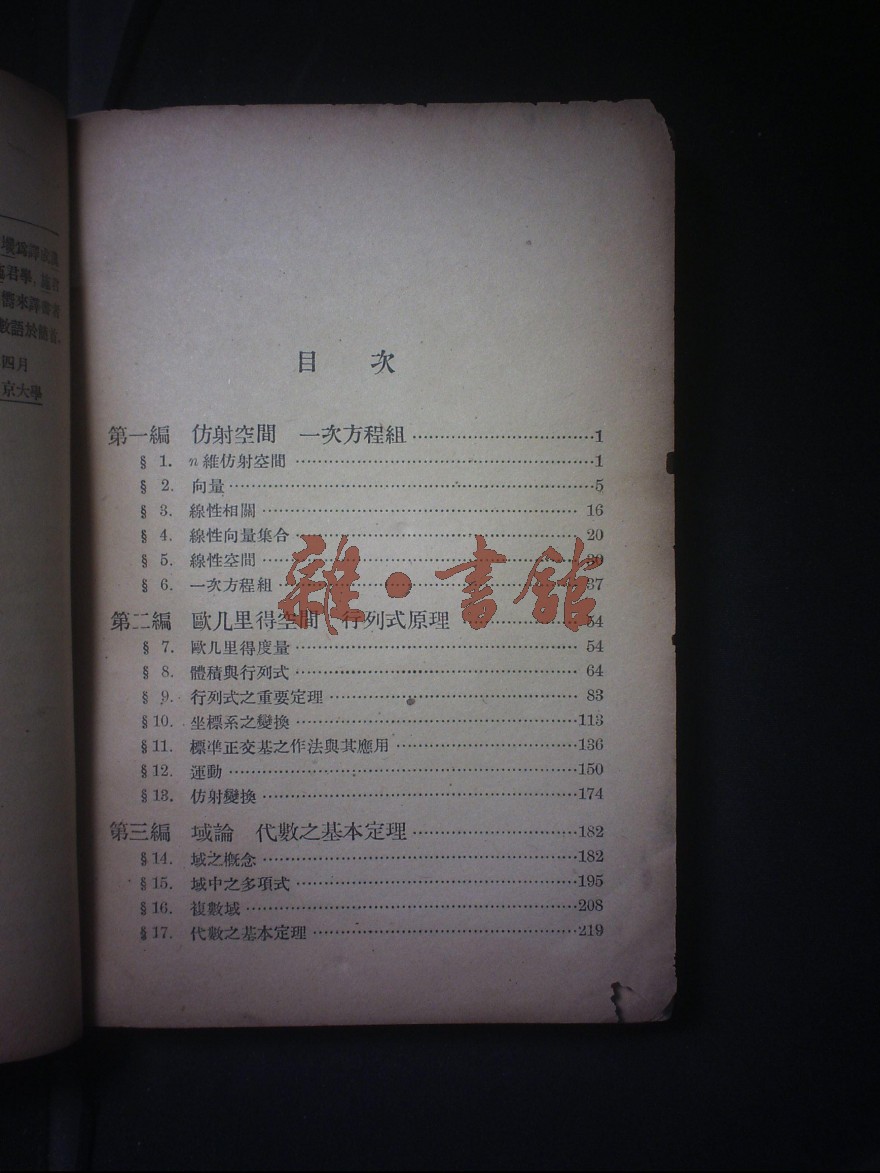 四月
京大學
目 次
第一編 仿射空間 一次方程組 1
§ 1. n 維仿射空間 1
§ 2. 向量 5
§ 3. 線性相關 16
§ 4. 線性向量集合 20
§ 5. 線性空間
§ 6. 一次方程組 37
第二編 歐几里得空間 行列式原理 54
§ 7. 歐几里得度量 54
§ 8. 體積與行列式 64
§ 9. 行列式之重要定理 83
§10. 坐標系之變換 113
§11. 標準正交基之作法與其應用 136
§12. 運動 150
§13. 仿射變換 174
第三編 域論 代數之基本定理 182
§14. 域之概念 182
§15. 域中之多項式 195
§16. 複數域 208
§17. 代數之基本定理 219
雜·書館